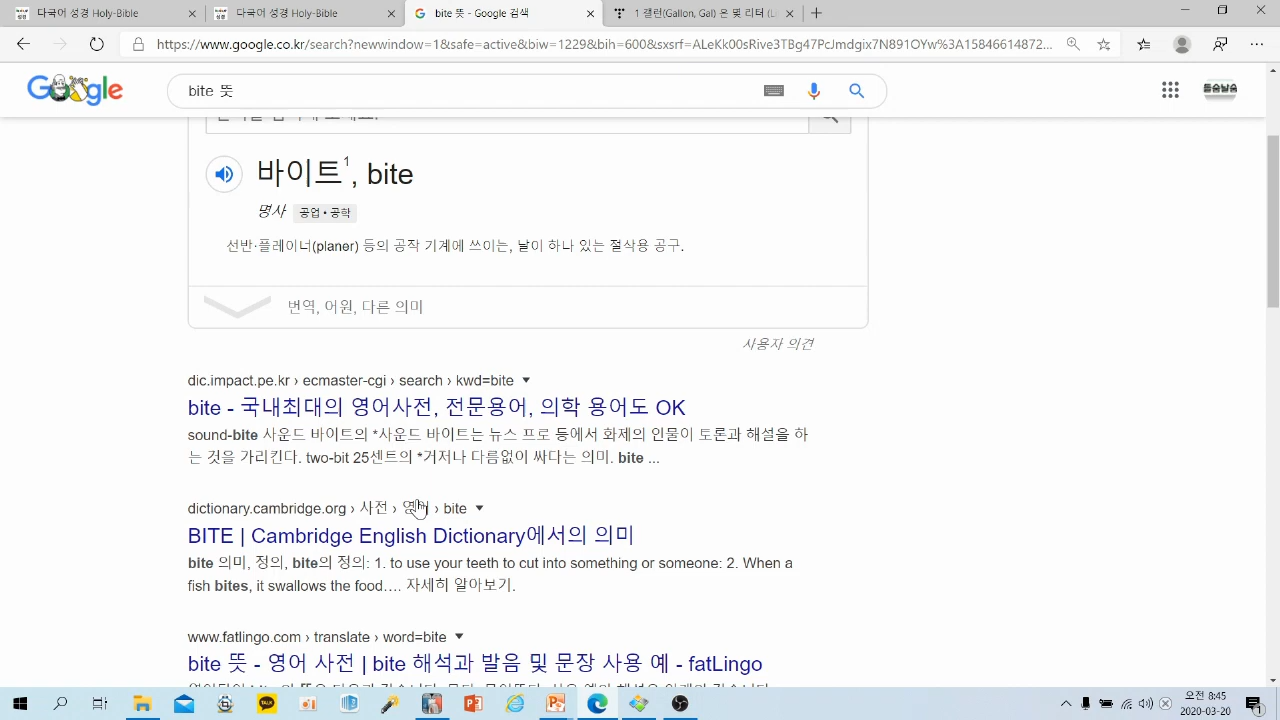 다국어 성경 Holy-Bible
다국어 성경 Holy-Bible
bite 뜻 - Google 검색
1 갤런(Gallon, Gal) 은 몇 리터 (L
https://www.google.co.kr/search?newwindow=1&safe=active&biw=1229&bih=600&sxsrf=ALeKk00sRive3TBg47PcJmdgix7N891OYw%3A15846614872...
Google
bite 뜻
돌숨날숨
바이트1, bite
명사 공업·공학
선반·플레이너(planer) 등의 공작 기계에 쓰이는, 날이 하나 있는 절삭용 공구.
번역, 어원, 다른 의미
사용자 의견
dic.impact.pe.kr › ecmaster-cgi › search › kwd=bite
bite - 국내최대의 영어사전, 전문용어, 의학 용어도 OK
sound-bite 사운드 바이트의 *사운드 바이트는 뉴스 프로 등에서 화제의 인물이 토론과 해설을 하
는 것을 가리킨다. two-bit 25센트의 *거저나 다름없이 싸다는 의미. bite ...
dictionary.cambridge.org › 사전 › 영어 › bite
BITE | Cambridge English Dictionary에서의 의미
bite 의미, 정의, bite의 정의: 1. to use your teeth to cut into something or someone: 2. When a
fish bites, it swallows the food…. 자세히 알아보기.
www.fatlingo.com › translate › word=bite
bite 뜻 - 영어 사전 | bite 해석과 발음 및 문장 사용 예 - fatLingo
TALK
오전 8:45
2020-03-20